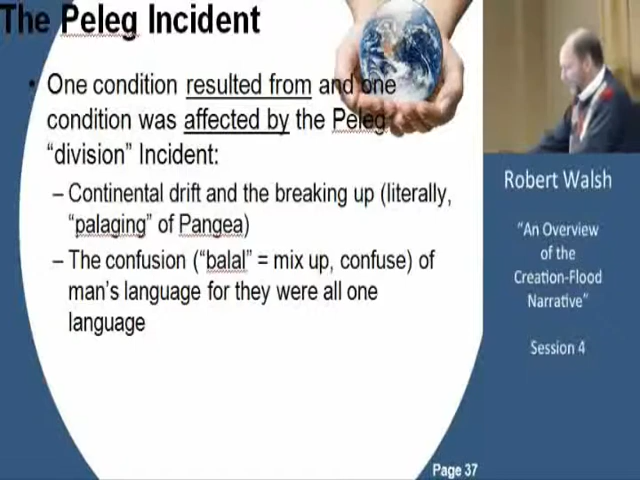 The Peleg Incident
• One condition resulted from and one
condition was affected by the Peleg
“division” Incident:
– Continental drift and the breaking up (literally,
“palaging” of Pangea)
– The confusion (“balal” = mix up, confuse) of
man’s language for they were all one
language
Page 37
Robert Walsh
“An Overview
of the
Creation-Flood
Narrative”
Session 4